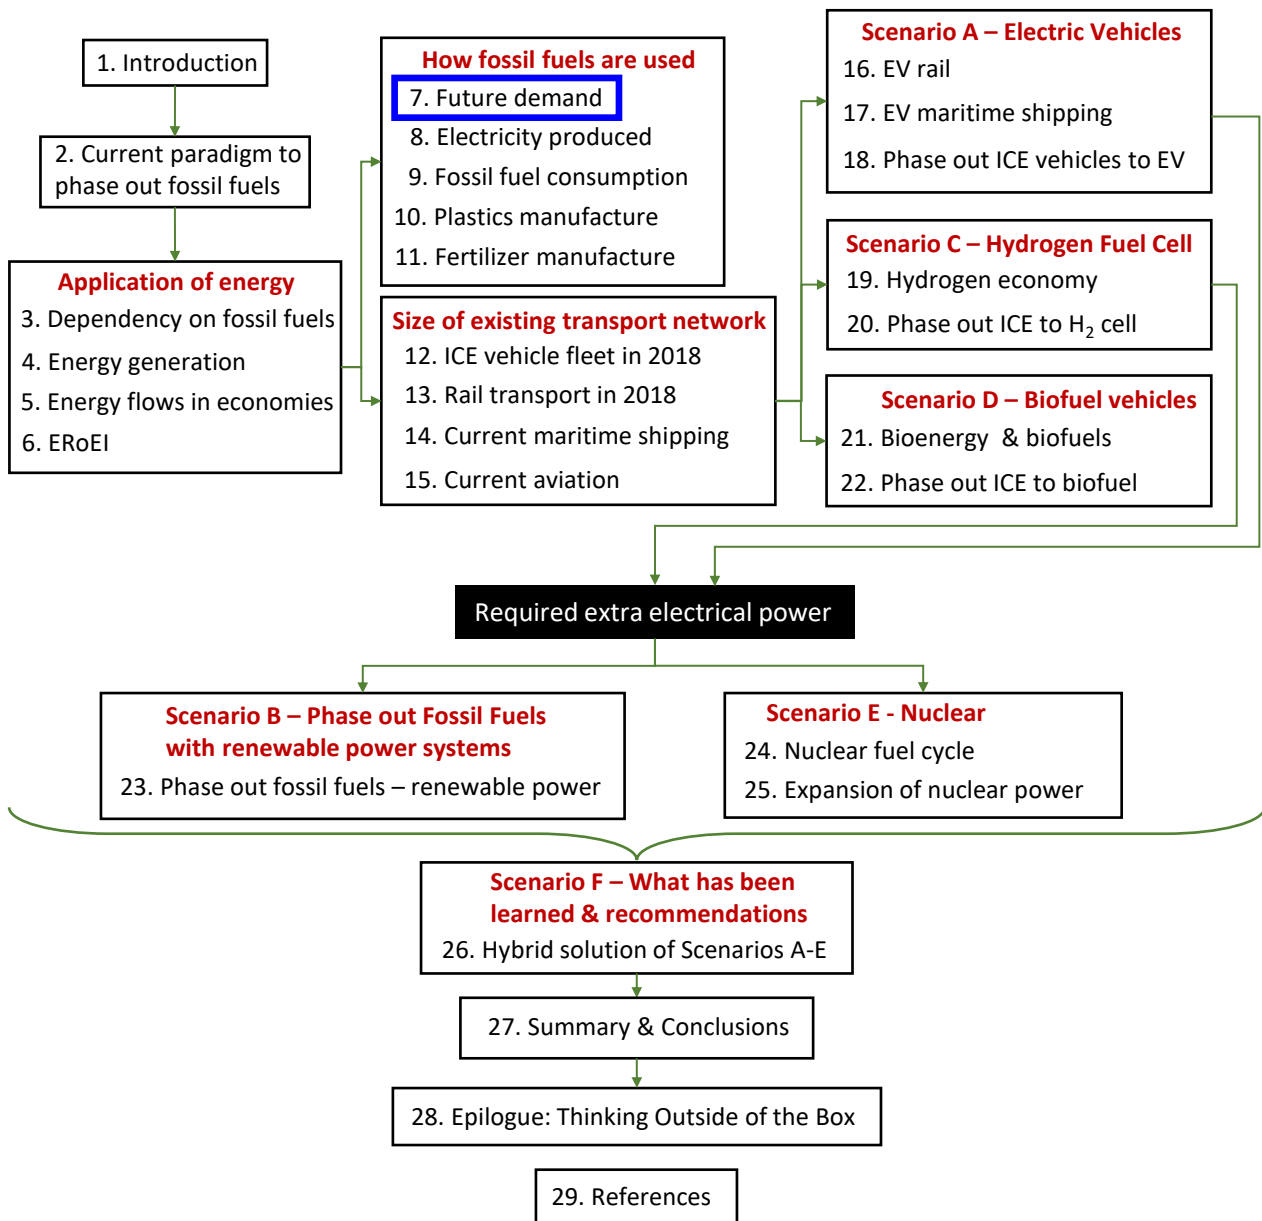 1. Introduction
2. Current paradigm to
phase out fossil fuels
Application of energy
3. Dependency on fossil fuels
4. Energy generation
5. Energy flows in economies
6. ERoEI
How fossil fuels are used
7. Future demand
8. Electricity produced
9. Fossil fuel consumption
10. Plastics manufacture
11. Fertilizer manufacture
Size of existing transport network
12. ICE vehicle fleet in 2018
13. Rail transport in 2018
14. Current maritime shipping
15. Current aviation
Scenario A – Electric Vehicles
16. EV rail
17. EV maritime shipping
18. Phase out ICE vehicles to EV
Scenario C – Hydrogen Fuel Cell
19. Hydrogen economy
20. Phase out ICE to H₂ cell
Scenario D – Biofuel vehicles
21. Bioenergy & biofuels
22. Phase out ICE to biofuel
Required extra electrical power
Scenario B – Phase out Fossil Fuels
with renewable power systems
23. Phase out fossil fuels – renewable power
Scenario E - Nuclear
24. Nuclear fuel cycle
25. Expansion of nuclear power
Scenario F – What has been
learned & recommendations
26. Hybrid solution of Scenarios A-E
27. Summary & Conclusions
28. Epilogue: Thinking Outside of the Box
29. References